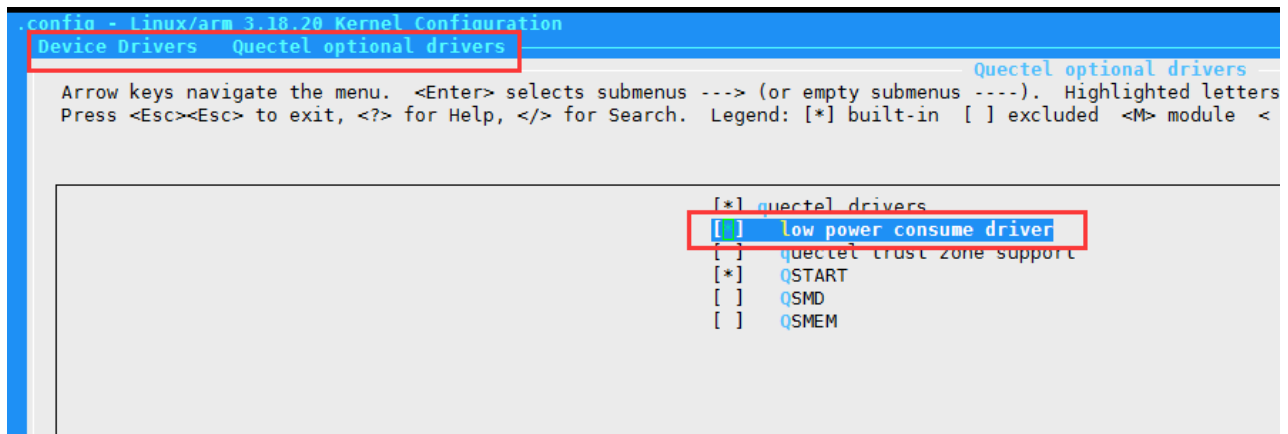 .config - Linux/arm 3.18.20 Kernel Configuration
Device Drivers Quectel optional drivers
Quectel optional drivers
Arrow keys navigate the menu. <Enter> selects submenus ---> (or empty submenus ----). Highlighted letters
Press <Esc><Esc> to exit, <?> for Help, </> for Search. Legend: [*] built-in [ ] excluded <M> module <
[*] quectel drivers
[*] low power consume driver
[ ] quectel trust zone support
[*] QSTART
[ ] QSMD
[ ] QSMEM